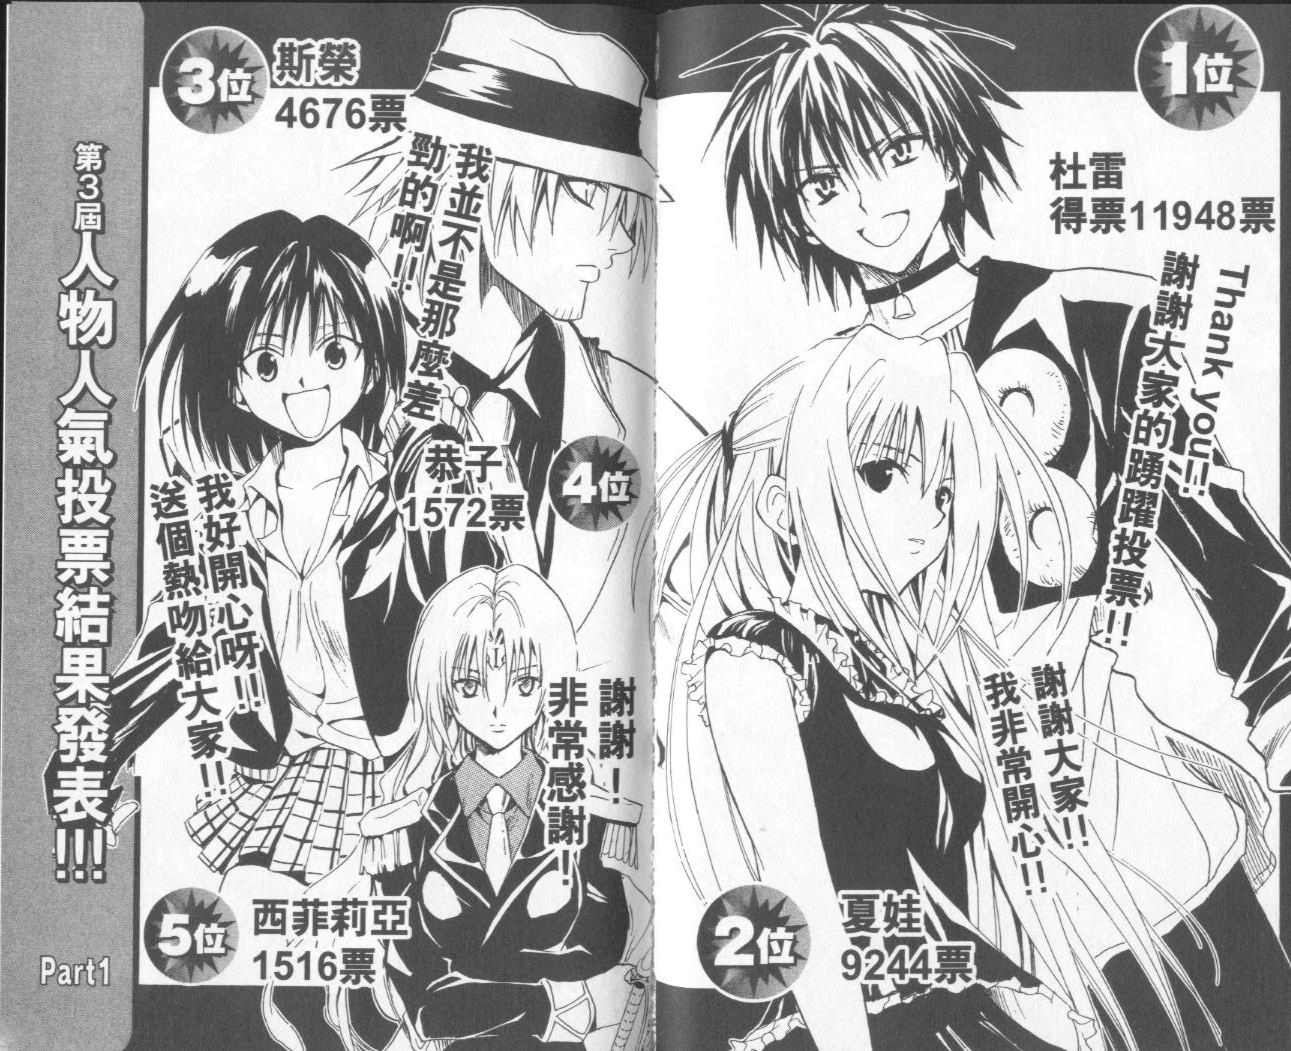 1位
杜雷
得票11948票
Thank you!!
謝謝大家的踴躍投票!!
謝謝大家!!
我非常開心!!
2位
夏娃
9244票
3位
斯榮
4676票
我並不是那麼差
勁的啊!!
4位
恭子
1572票
我好開心呀!!
送個熱吻給大家!!
謝謝!
非常感謝!
5位
西菲莉亞
1516票
第3屆人物人氣投票結果發表!!!
Part1